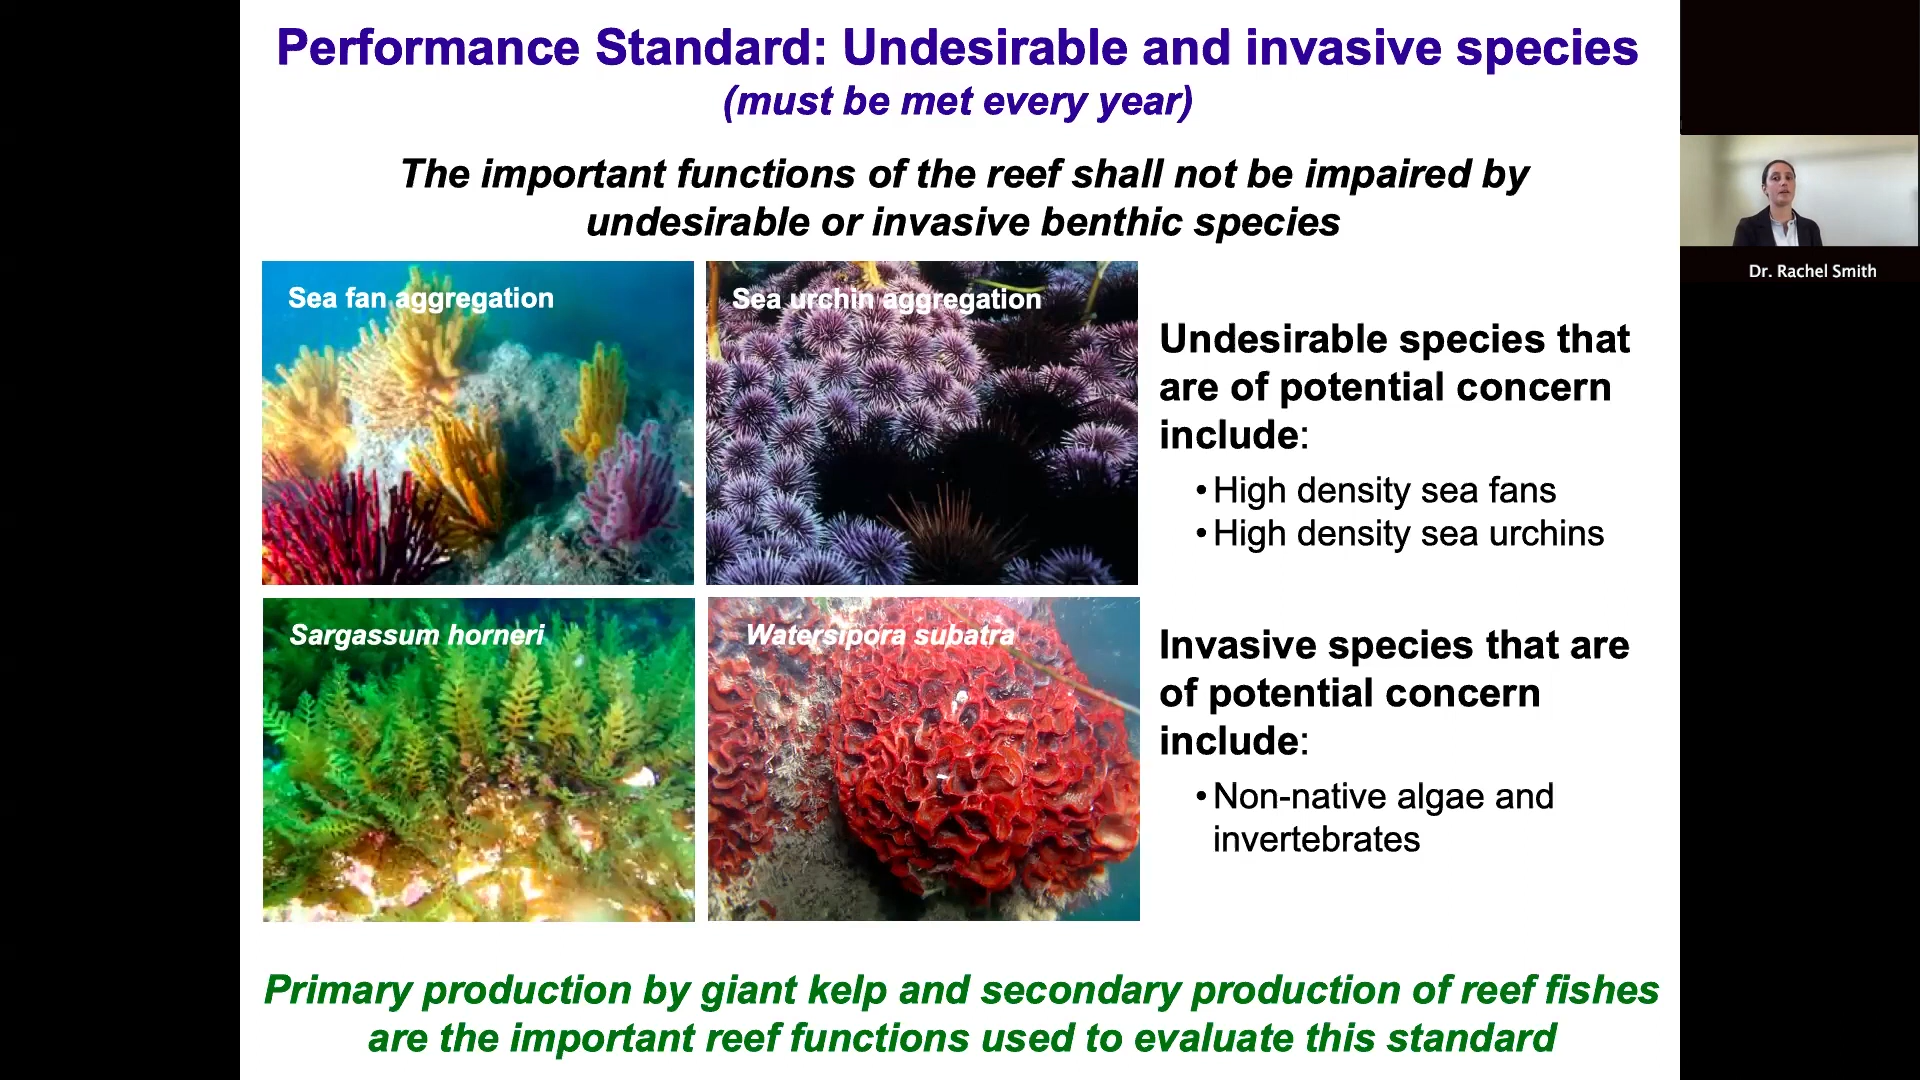 Performance Standard: Undesirable and invasive species
(must be met every year)
The important functions of the reef shall not be impaired by
undesirable or invasive benthic species
Sea fan aggregation
Sea urchin aggregation
Undesirable species that
are of potential concern
include:
• High density sea fans
• High density sea urchins
Sargassum horneri
Watersipora subatra
Invasive species that are
of potential concern
include:
• Non-native algae and
invertebrates
Primary production by giant kelp and secondary production of reef fishes
are the important reef functions used to evaluate this standard
Dr. Rachel Smith